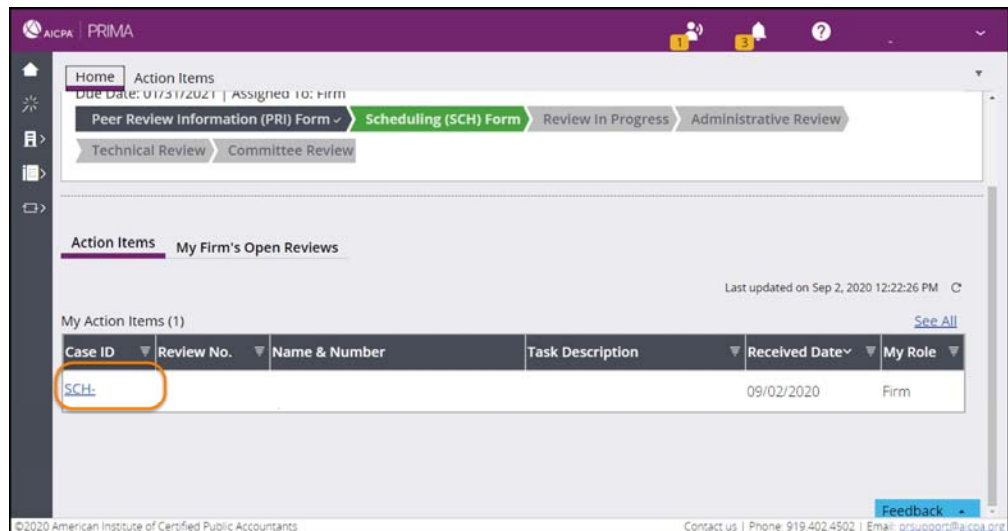 AICPA PRIMA
1 3 ?
Home Action Items
Due Date: 01/31/2021 | Assigned To: Firm
Peer Review Information (PRI) Form ✓ Scheduling (SCH) Form Review In Progress Administrative Review
Technical Review Committee Review
Action Items My Firm's Open Reviews
Last updated on Sep 2, 2020 12:22:26 PM
My Action Items (1) See All
Case ID Review No. Name & Number Task Description Received Date My Role
SCH- 09/02/2020 Firm
Feedback
©2020 American Institute of Certified Public Accountants Contact us | Phone: 919.402.4502 | Email: prsupport@aicpa.org